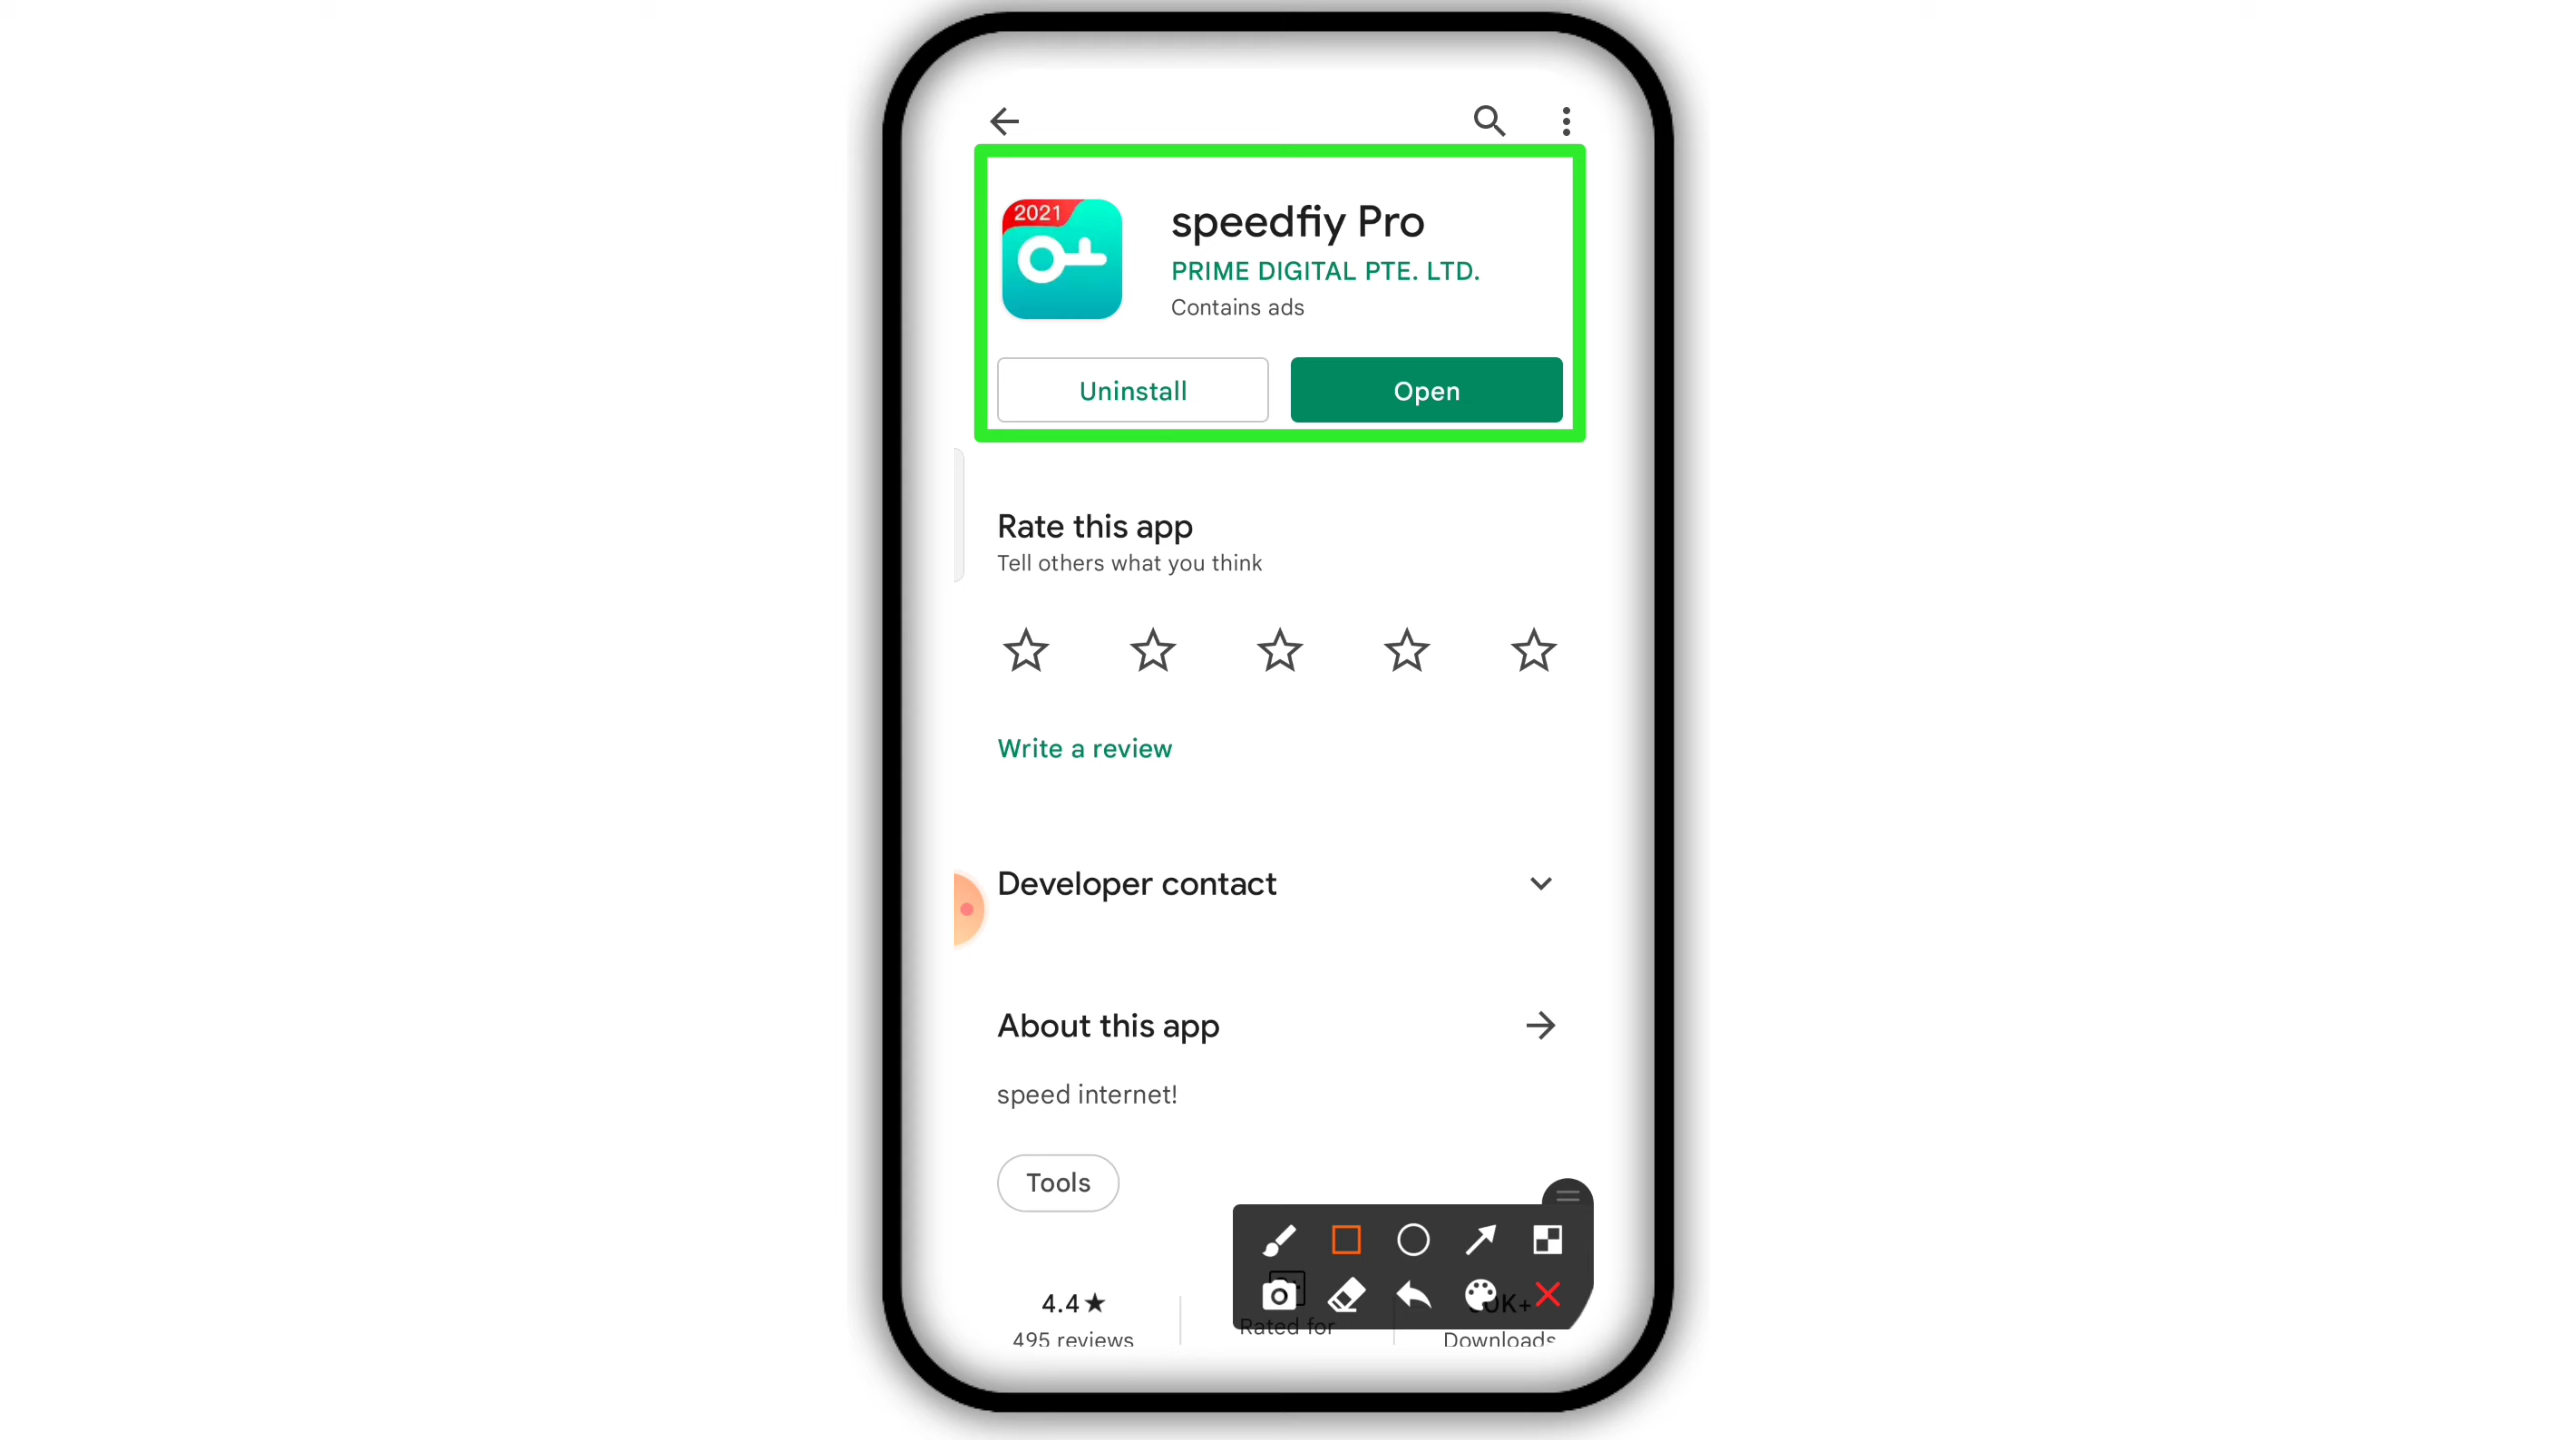 2021
speedfiy Pro
PRIME DIGITAL PTE. LTD.
Contains ads
Uninstall
Open
Rate this app
Tell others what you think
Write a review
Developer contact
About this app
speed internet!
Tools
4.4★
495 reviews
Rated for
0K+
Downloads